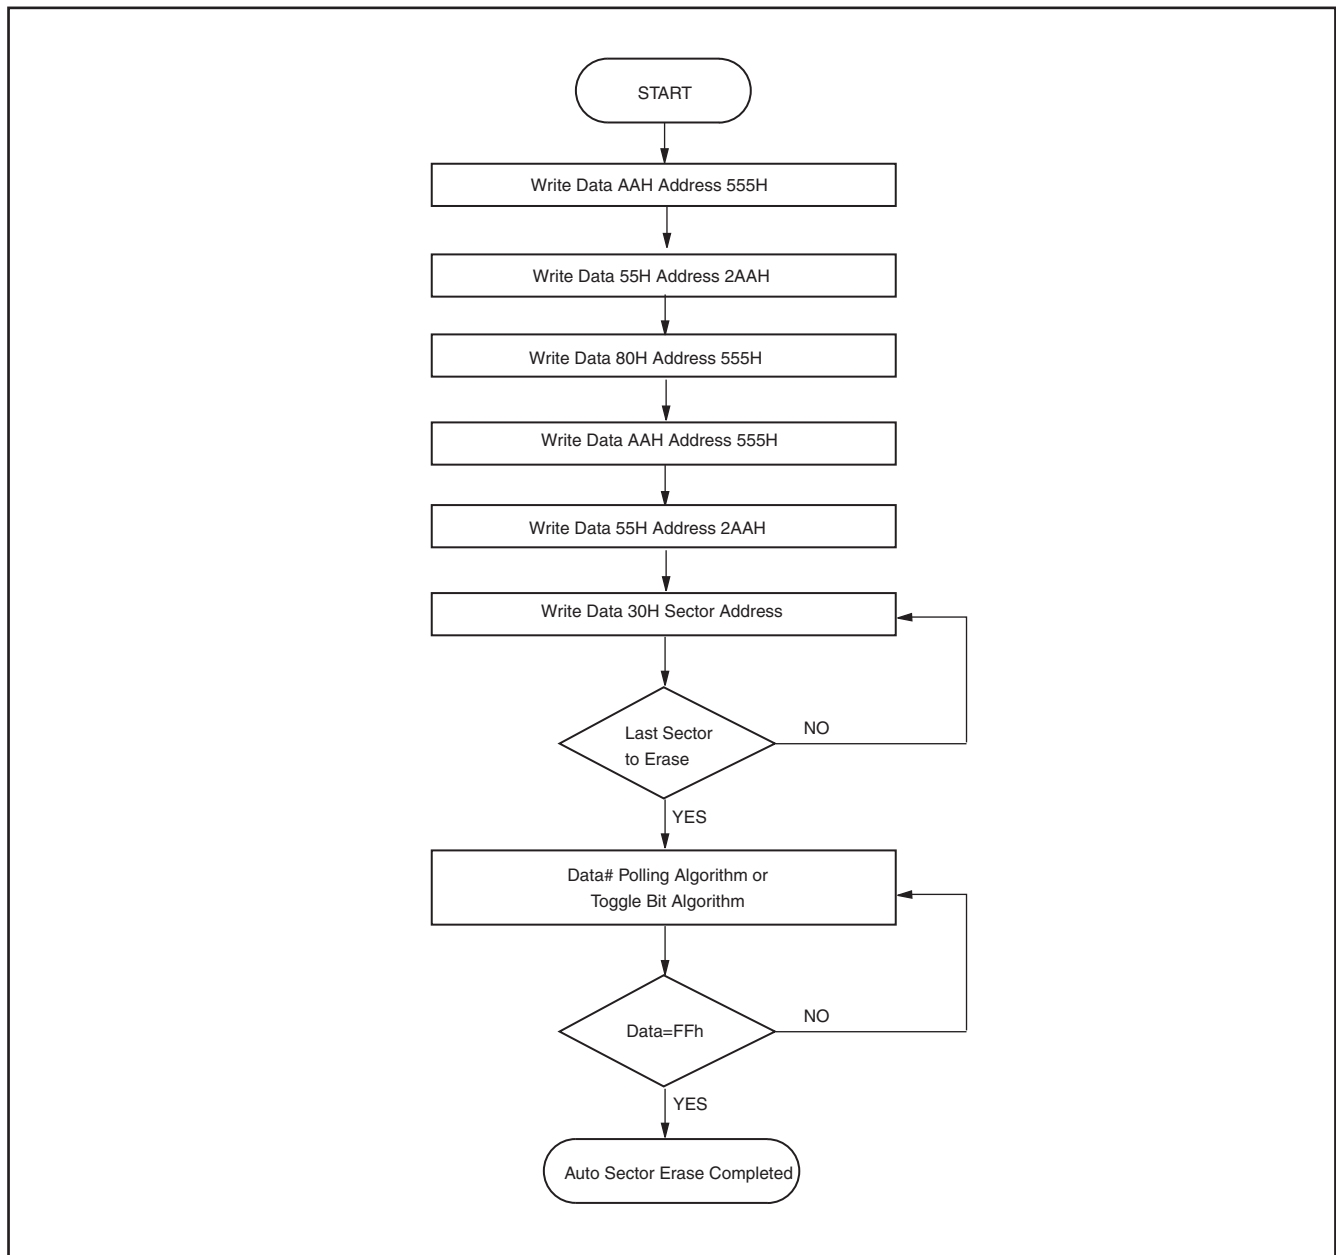 START
Write Data AAH Address 555H
Write Data 55H Address 2AAH
Write Data 80H Address 555H
Write Data AAH Address 555H
Write Data 55H Address 2AAH
Write Data 30H Sector Address
Last Sector
to Erase
NO
YES
Data# Polling Algorithm or
Toggle Bit Algorithm
Data=FFh
NO
YES
Auto Sector Erase Completed